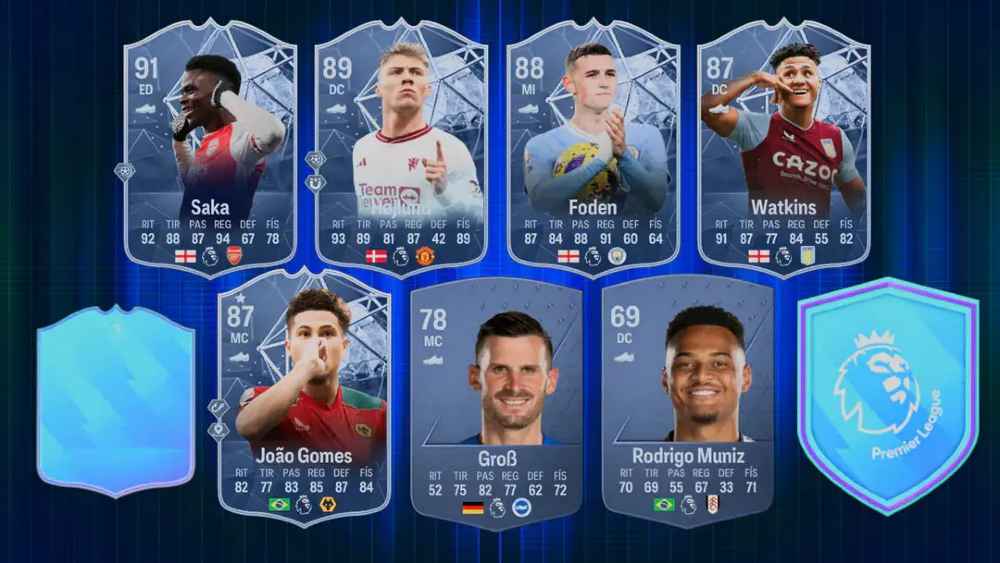 91
ED
Saka
RIT TIR PAS REG DEF FÍS
92 88 87 94 67 78
89
DC
Team
Højlund
RIT TIR PAS REG DEF FÍS
93 89 81 87 42 89
88
MI
Foden
RIT TIR PAS REG DEF FÍS
87 84 88 91 60 64
87
DC
CAZOO
Watkins
RIT TIR PAS REG DEF FÍS
91 87 77 84 55 82
87
MC
João Gomes
RIT TIR PAS REG DEF FÍS
82 77 83 85 87 84
78
MC
Groß
RIT TIR PAS REG DEF FÍS
52 75 82 77 62 72
69
DC
Rodrigo Muniz
RIT TIR PAS REG DEF FÍS
70 69 55 67 33 71
Premier League